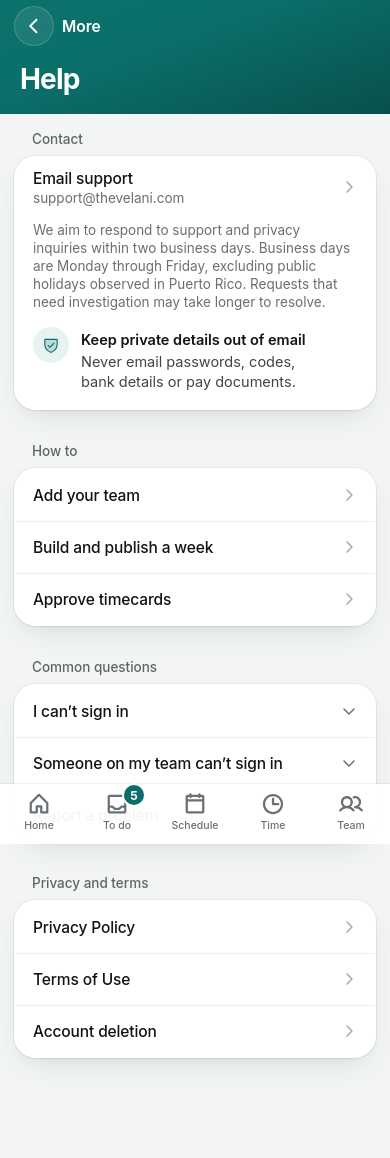 More
Help
Contact
Email support
support@thevelani.com
We aim to respond to support and privacy
inquiries within two business days. Business days
are Monday through Friday, excluding public
holidays observed in Puerto Rico. Requests that
need investigation may take longer to resolve.
Keep private details out of email
Never email passwords, codes,
bank details or pay documents.
How to
Add your team
Build and publish a week
Approve timecards
Common questions
I can’t sign in
Someone on my team can’t sign in
5
Home
To do
Schedule
Time
Team
Privacy and terms
Privacy Policy
Terms of Use
Account deletion